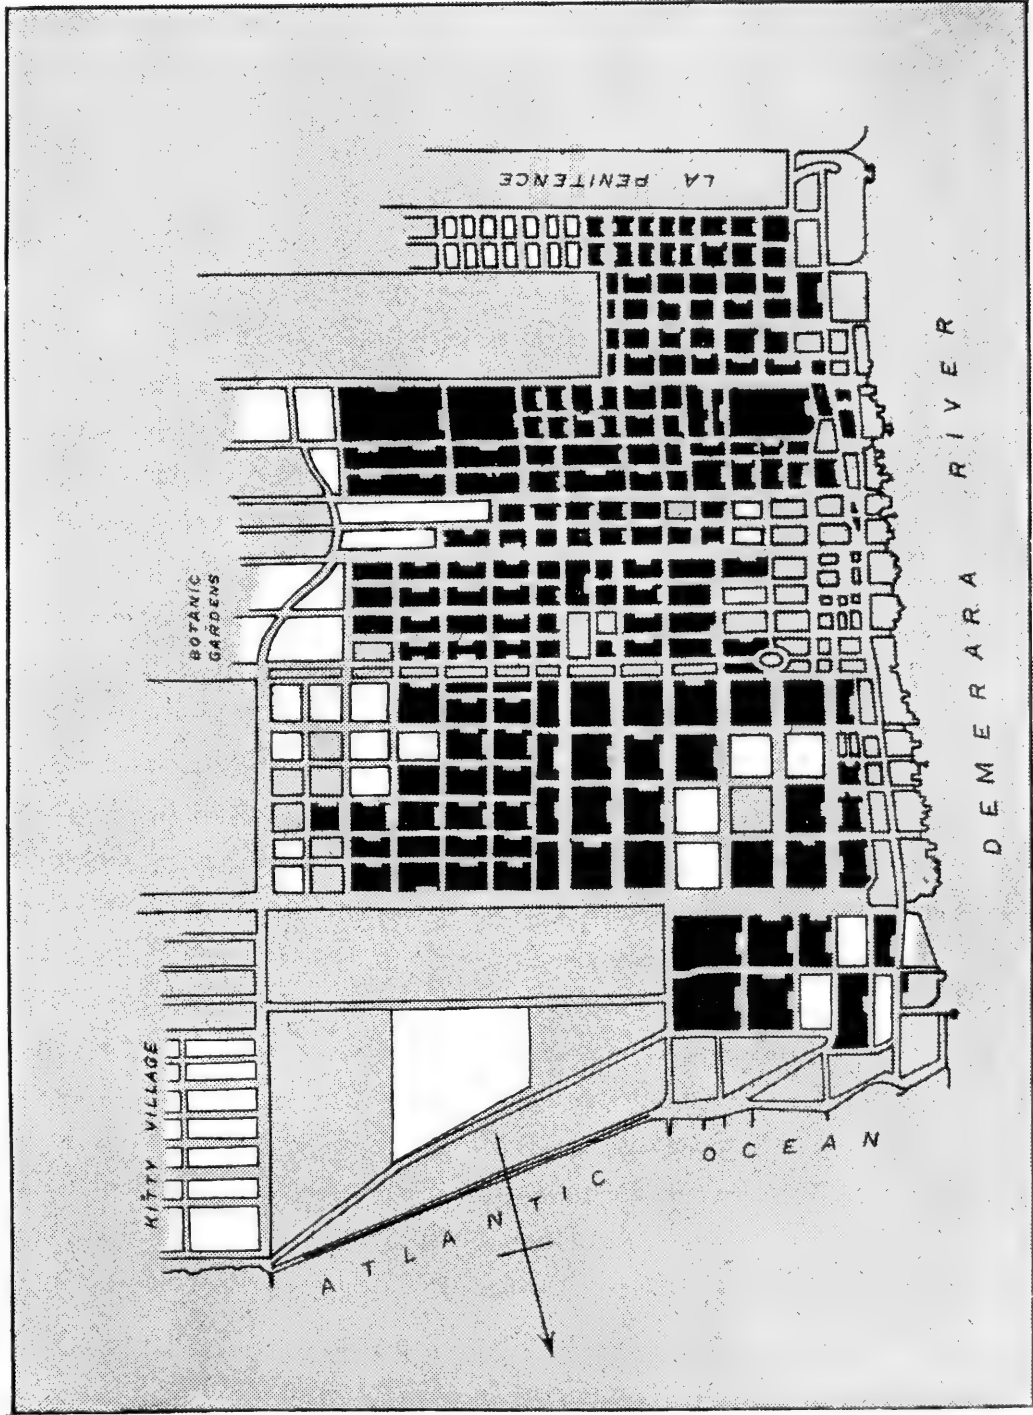 LA PENITENCE
DEMERARA RIVER
BOTANIC
GARDENS
KITTY VILLAGE
ATLANTIC OCEAN